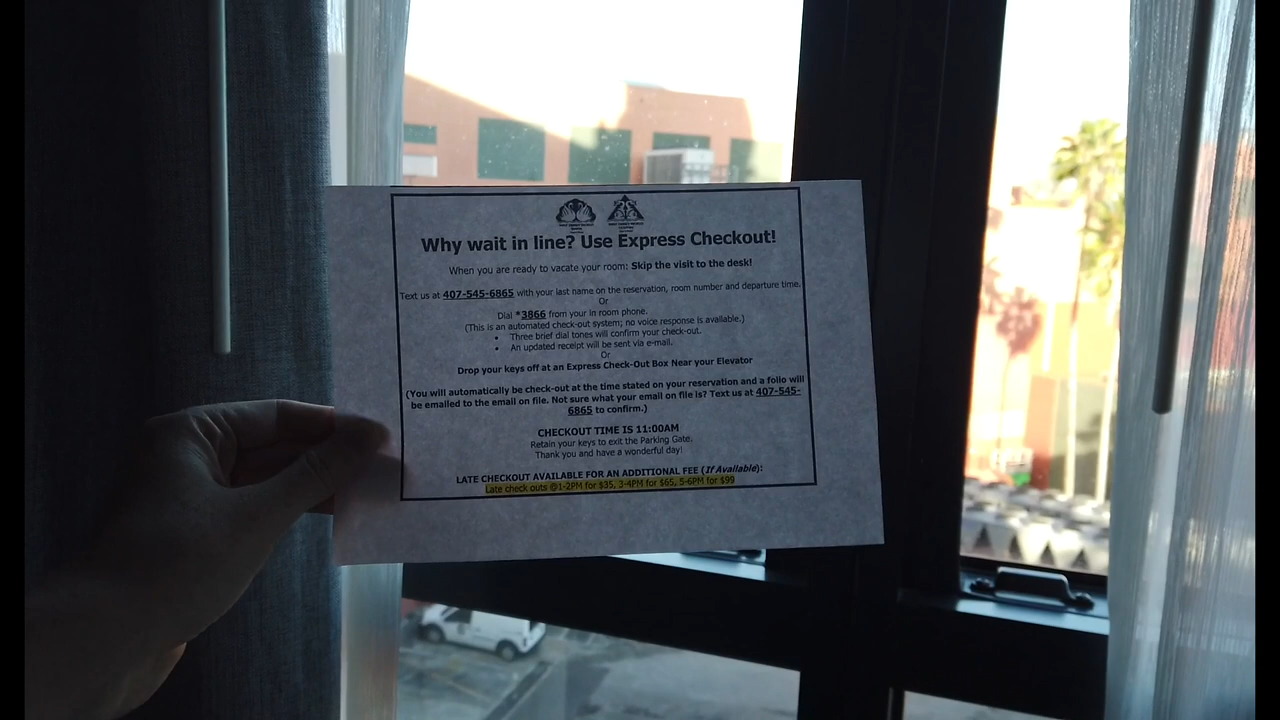 Why wait in line? Use Express Checkout!
When you are ready to vacate your room: Skip the visit to the desk!
Text us at 407-545-6865 with your last name on the reservation, room number and departure time.
Or
Dial *3866 from your in room phone.
(This is an automated check-out system; no voice response is available.)
• Three brief dial tones will confirm your check-out.
• An updated receipt will be sent via e-mail.
Or
Drop your keys off at an Express Check-Out Box Near your Elevator
(You will automatically be check-out at the time stated on your reservation and a folio will
be emailed to the email on file. Not sure what your email on file is? Text us at 407-545-
6865 to confirm.)
CHECKOUT TIME IS 11:00AM
Retain your keys to exit the Parking Gate.
Thank you and have a wonderful day!
LATE CHECKOUT AVAILABLE FOR AN ADDITIONAL FEE (If Available):
Late check outs @1-2PM for $35, 3-4PM for $65, 5-6PM for $99